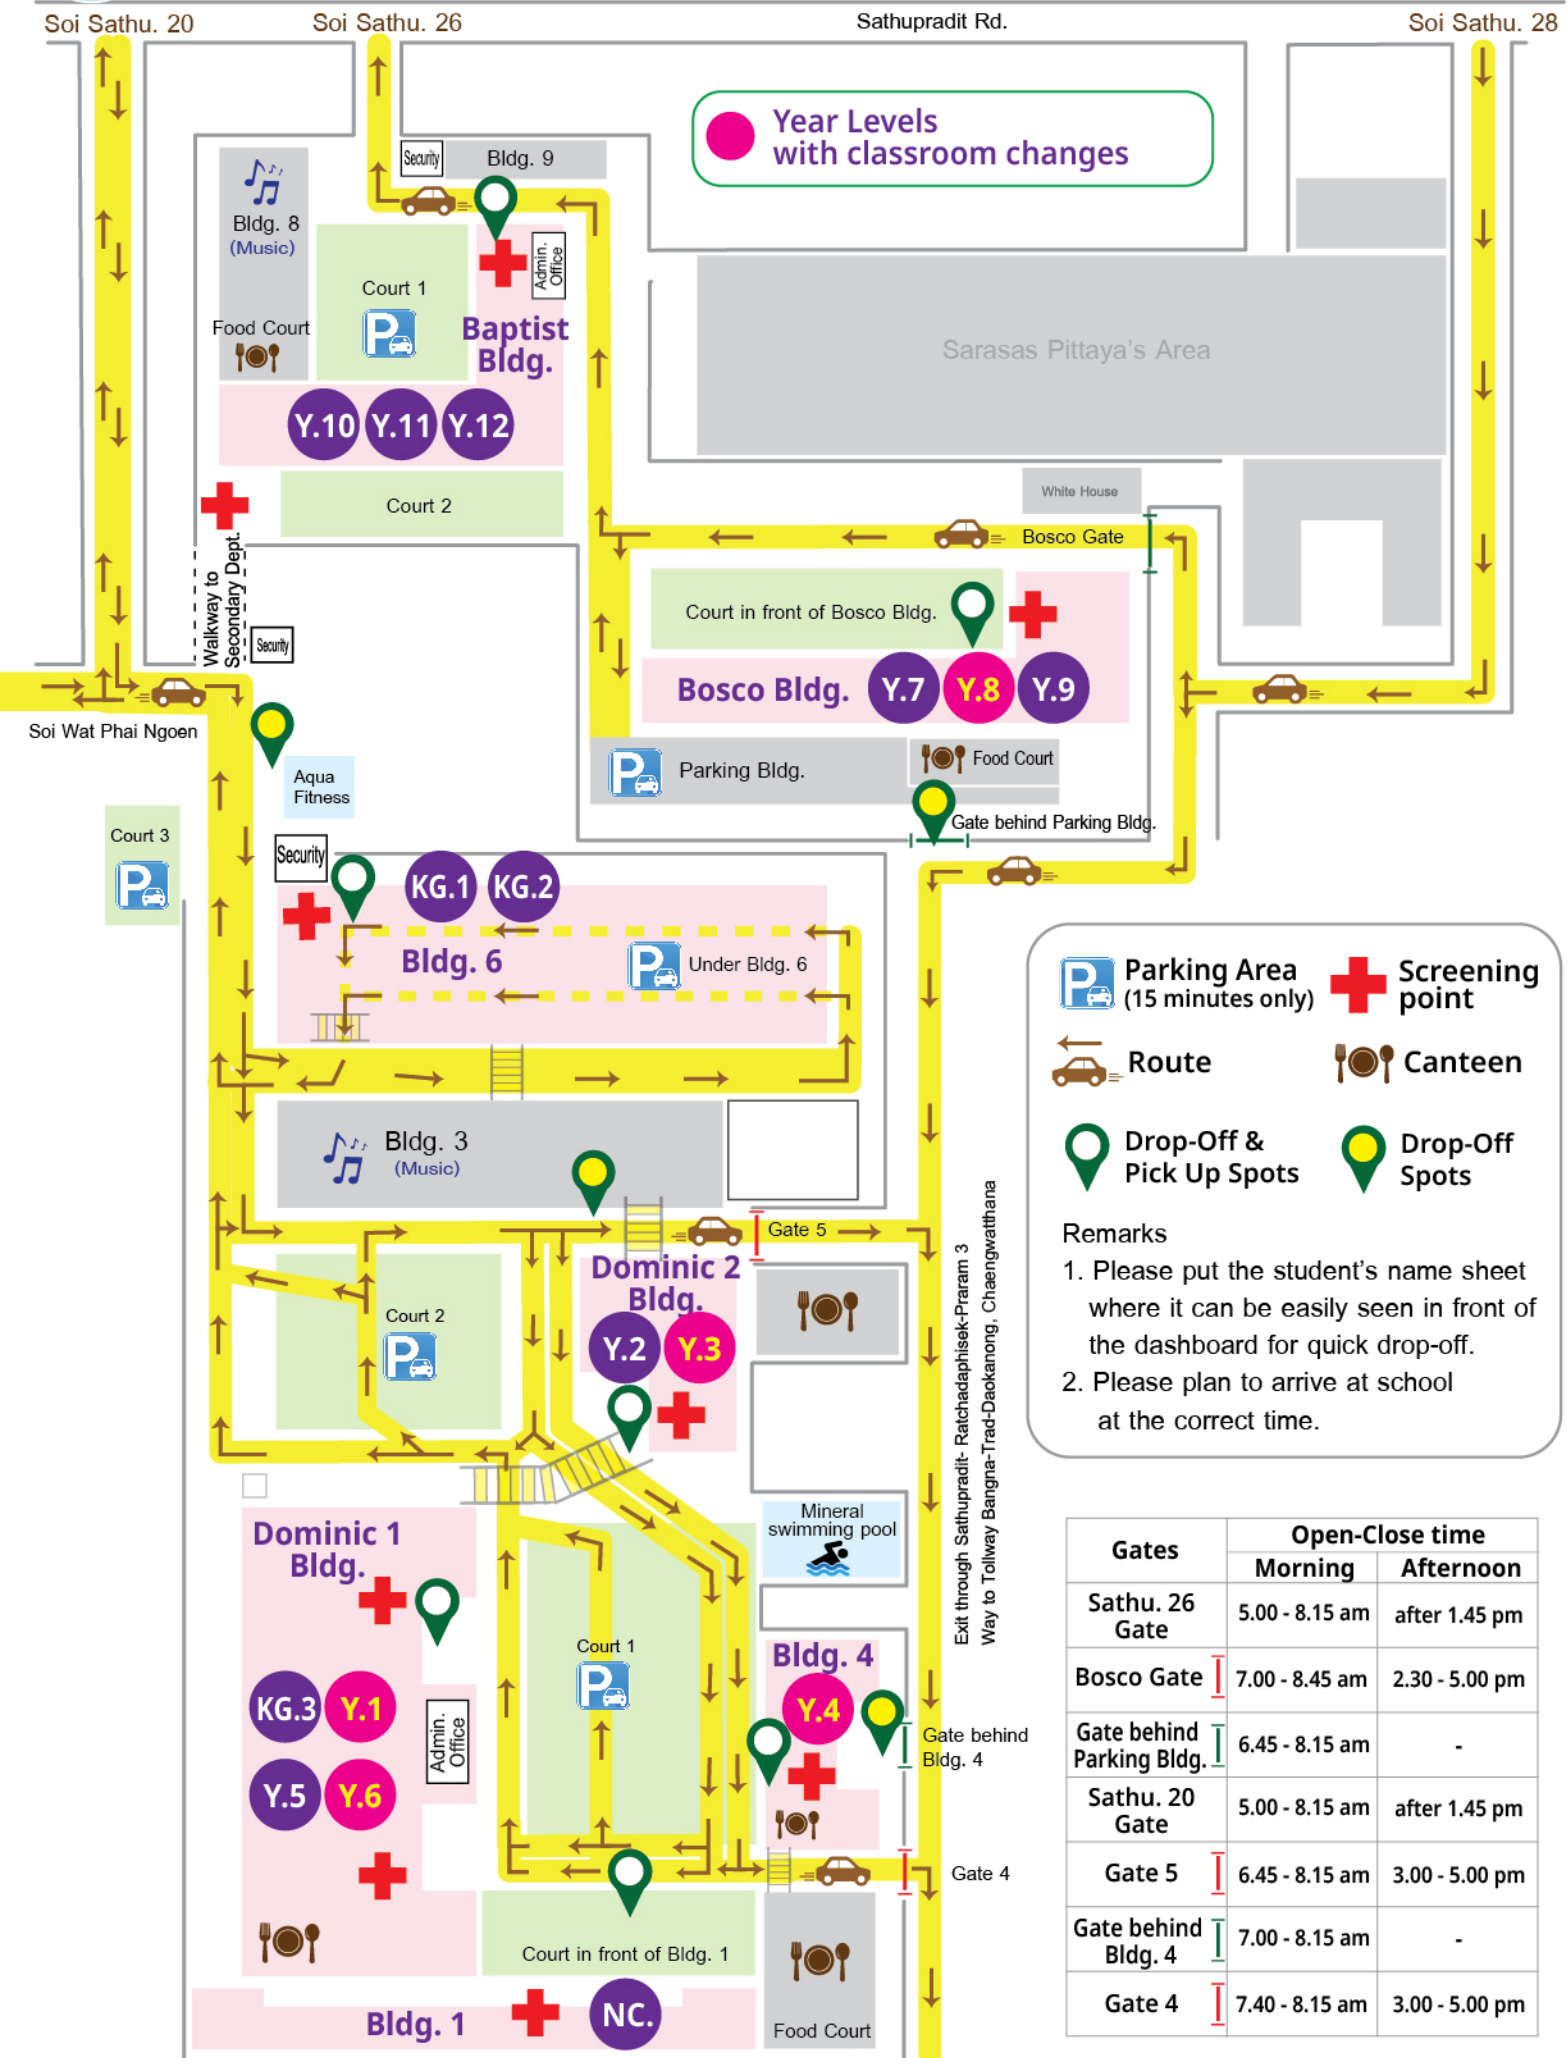 Soi Sathu. 20
Soi Sathu. 26
Sathupradit Rd.
Soi Sathu. 28
Year Levels
with classroom changes
Security
Bldg. 9
Bldg. 8
(Music)
Food Court
Court 1
Admin.
Office
Baptist
Bldg.
Y.10
Y.11
Y.12
Court 2
Sarasas Pittaya's Area
White House
Bosco Gate
Walkway to
Secondary Dept.
Security
Court in front of Bosco Bldg.
Bosco Bldg.
Y.7
Y.8
Y.9
Soi Wat Phai Ngoen
Parking Bldg.
Food Court
Aqua
Fitness
Gate behind Parking Bldg.
Court 3
Security
KG.1
KG.2
Bldg. 6
Under Bldg. 6
Parking Area
(15 minutes only)
Screening
point
Route
Canteen
Drop-Off &
Pick Up Spots
Drop-Off
Spots
Remarks
1. Please put the student's name sheet
where it can be easily seen in front of
the dashboard for quick drop-off.
2. Please plan to arrive at school
at the correct time.
Bldg. 3
(Music)
Gate 5
Exit through Sathupradit- Ratchadaphisek-Praram 3
Way to Tollway Bangna-Trad-Daokanong, Chaengwatthana
Dominic 2
Bldg.
Y.2
Y.3
Court 2
Mineral
swimming pool
Dominic 1
Bldg.
Court 1
Bldg. 4
Y.4
KG.3
Y.1
Y.5
Y.6
Admin.
Office
Gate behind
Bldg. 4
Gate 4
Court in front of Bldg. 1
Bldg. 1
NC.
Food Court
Gates
Open-Close time
Morning
Afternoon
Sathu. 26
Gate
5.00 - 8.15 am
after 1.45 pm
Bosco Gate
7.00 - 8.45 am
2.30 - 5.00 pm
Gate behind
Parking Bldg.
6.45 - 8.15 am
-
Sathu. 20
Gate
5.00 - 8.15 am
after 1.45 pm
Gate 5
6.45 - 8.15 am
3.00 - 5.00 pm
Gate behind
Bldg. 4
7.00 - 8.15 am
-
Gate 4
7.40 - 8.15 am
3.00 - 5.00 pm